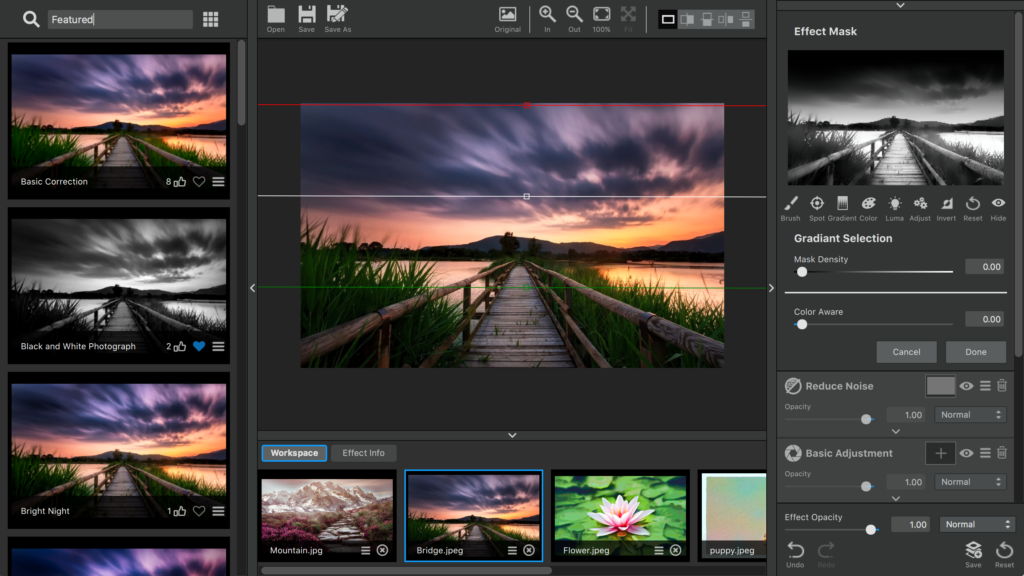 Featured
Basic Correction 8
Black and White Photograph 2
Bright Night 1
Open Save Save As Original In Out 100% Fit
Workspace Effect Info
Mountain.jpg Bridge.jpeg Flower.jpeg puppy.jpeg
Effect Mask
Brush Spot Gradient Color Luma Adjust Invert Reset Hide
Gradiant Selection
Mask Density
0.00
Color Aware
0.00
Cancel Done
Reduce Noise
Opacity
1.00 Normal
Basic Adjustment
Opacity
1.00 Normal
Effect Opacity
1.00 Normal
Undo Redo Save Reset